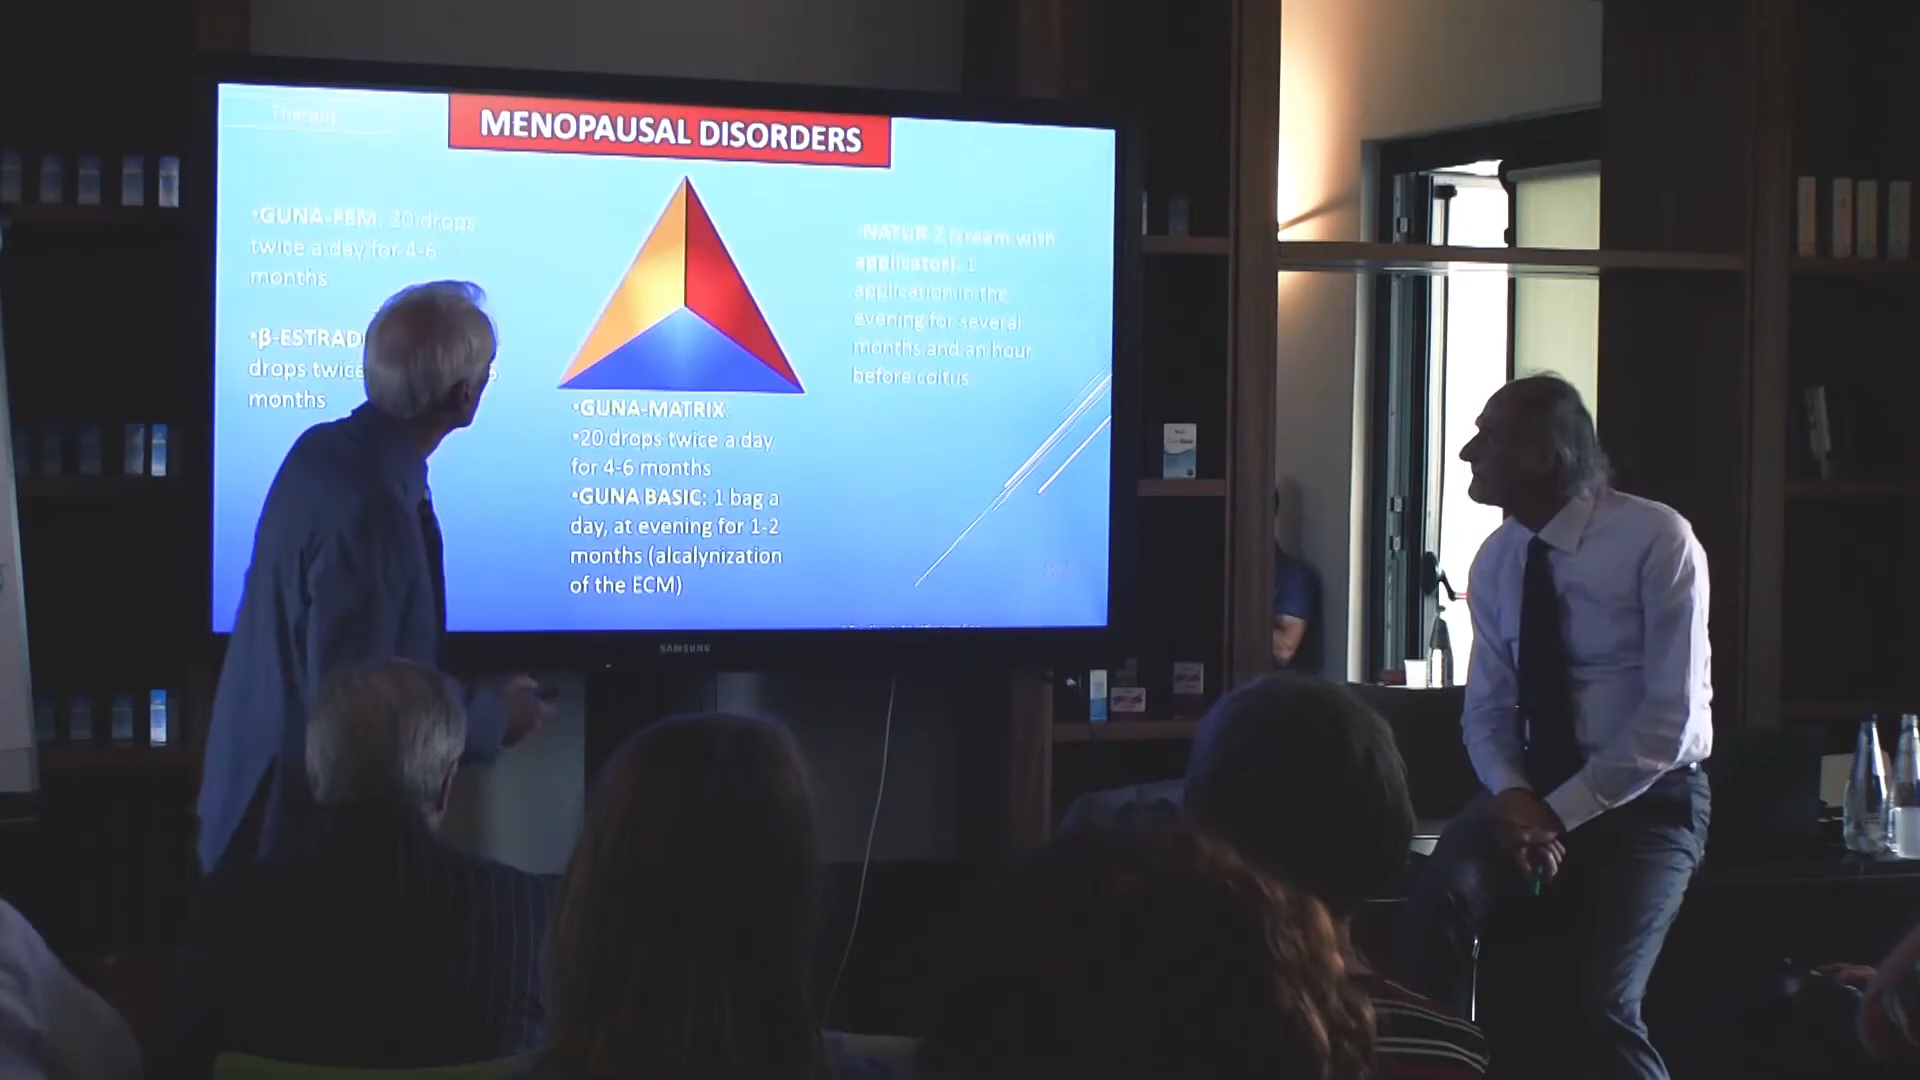 Therapy
MENOPAUSAL DISORDERS
•GUNA-FEM: 20 drops
twice a day for 4-6
months
•β-ESTRAD
drops twice
months
•GUNA-MATRIX:
•20 drops twice a day
for 4-6 months
•GUNA BASIC: 1 bag a
day, at evening for 1-2
months (alcalynization
of the ECM)
•NATUR 2 (cream with
applicator): 1
application in the
evening for several
months and an hour
before coitus
SAMSUNG